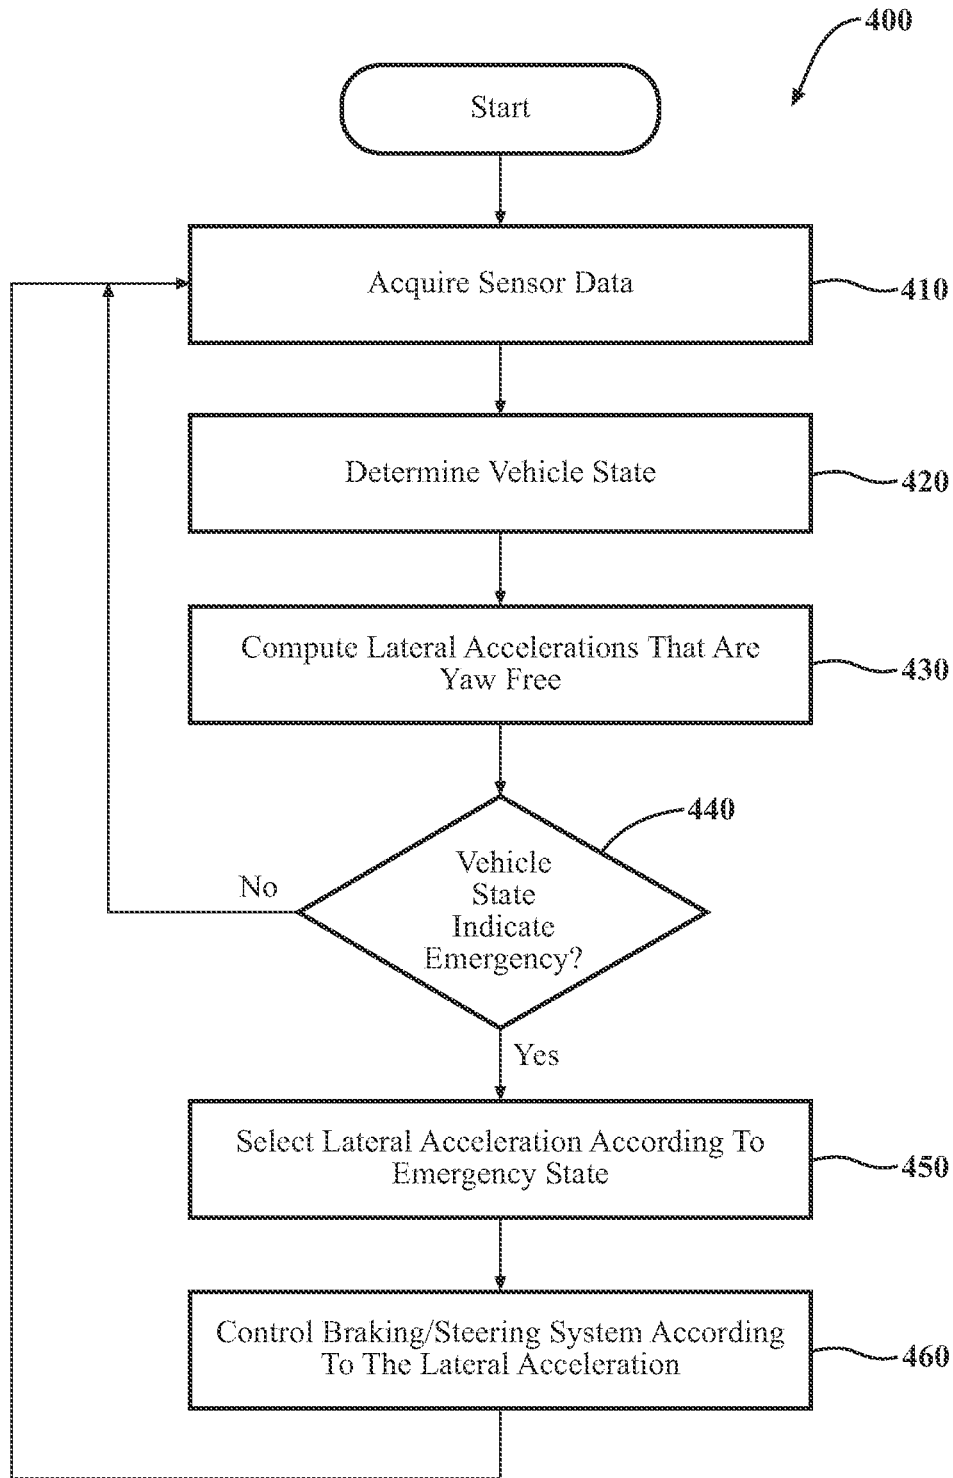 400
Start
Acquire Sensor Data
410
Determine Vehicle State
420
Compute Lateral Accelerations That Are
Yaw Free
430
440
Vehicle
State
Indicate
Emergency?
No
Yes
Select Lateral Acceleration According To
Emergency State
450
Control Braking/Steering System According
To The Lateral Acceleration
460